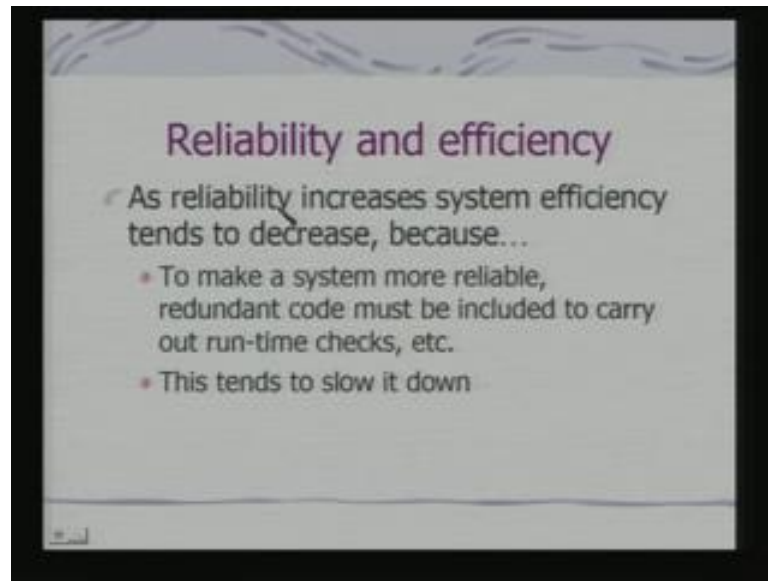 Reliability and efficiency
As reliability increases system efficiency
tends to decrease, because...
To make a system more reliable,
redundant code must be included to carry
out run-time checks, etc.
This tends to slow it down